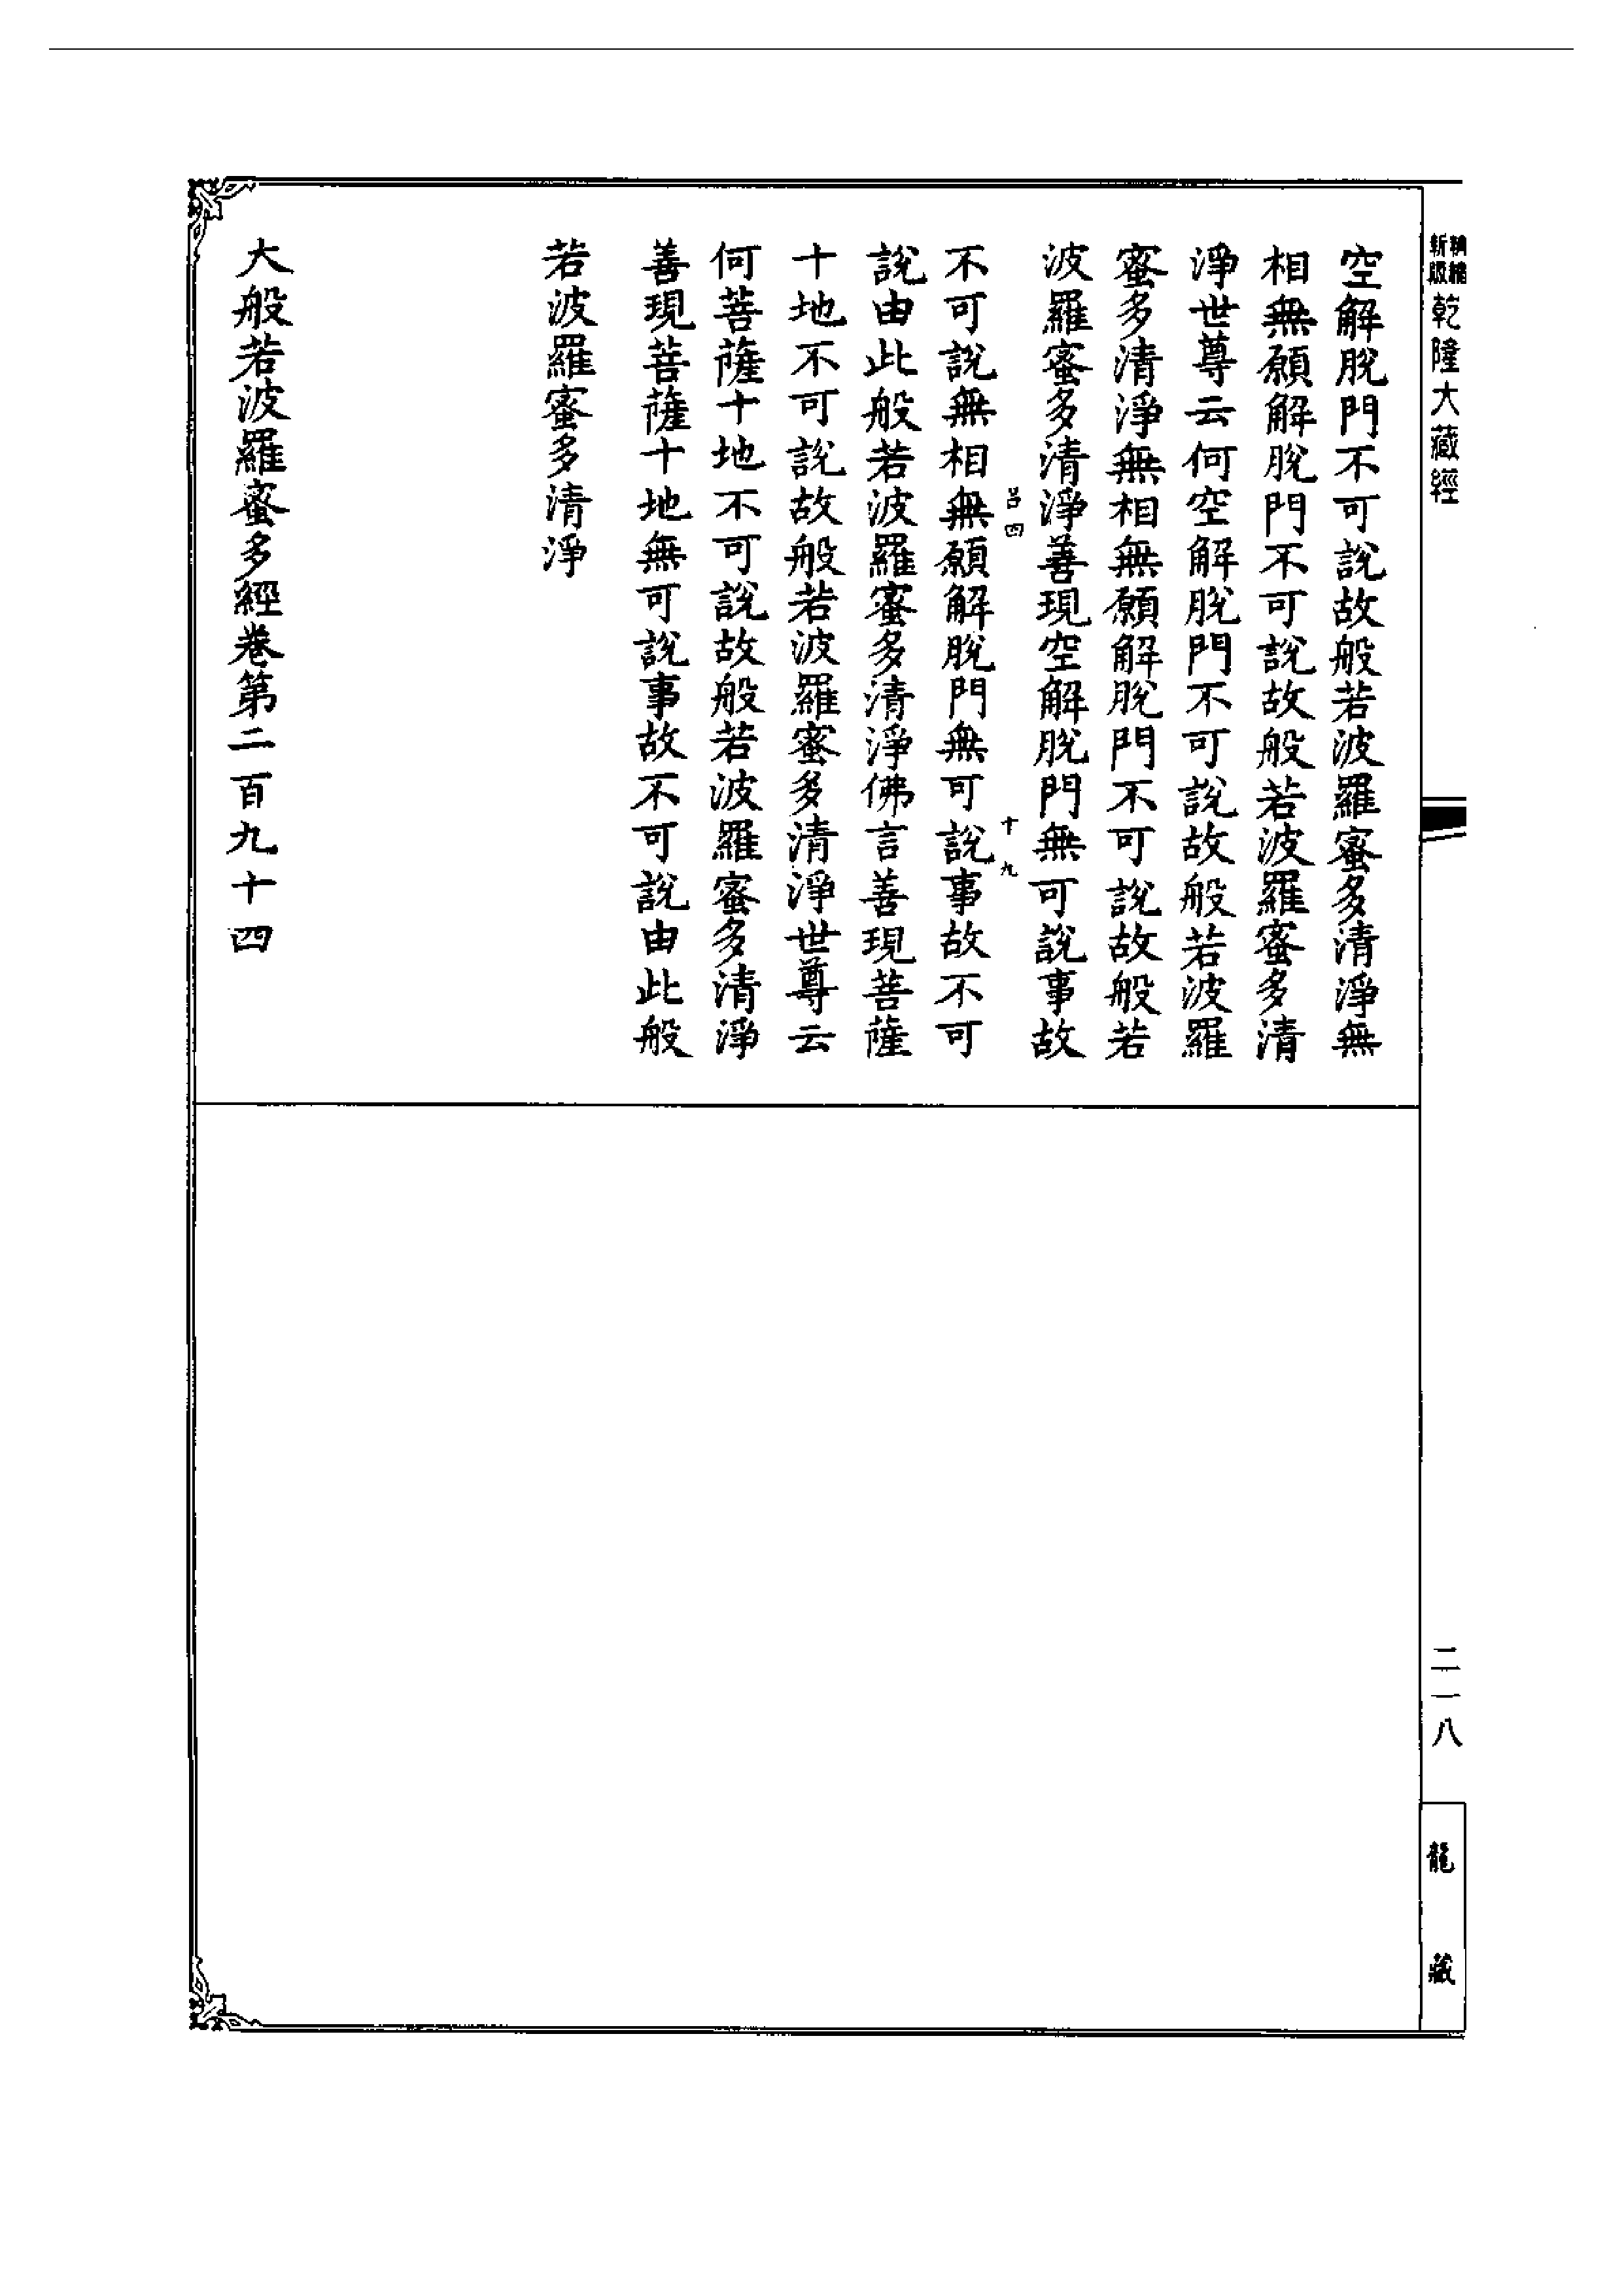 精縮新版乾隆大藏經
空解脫門不可說故般若波羅蜜多清淨無
相無願解脫門不可說故般若波羅蜜多清
淨世尊云何空解脫門不可說故般若波羅
蜜多清淨無相無願解脫門不可說故般若
波羅蜜多清淨善現空解脫門無可說事故
呂四 十九
不可說無相無願解脫門無可說事故不可
說由此般若波羅蜜多清淨佛言善現菩薩
十地不可說故般若波羅蜜多清淨世尊云
何菩薩十地不可說故般若波羅蜜多清淨
善現菩薩十地無可說事故不可說由此般
若波羅蜜多清淨
大般若波羅蜜多經卷第二百九十四
二一八
龍藏